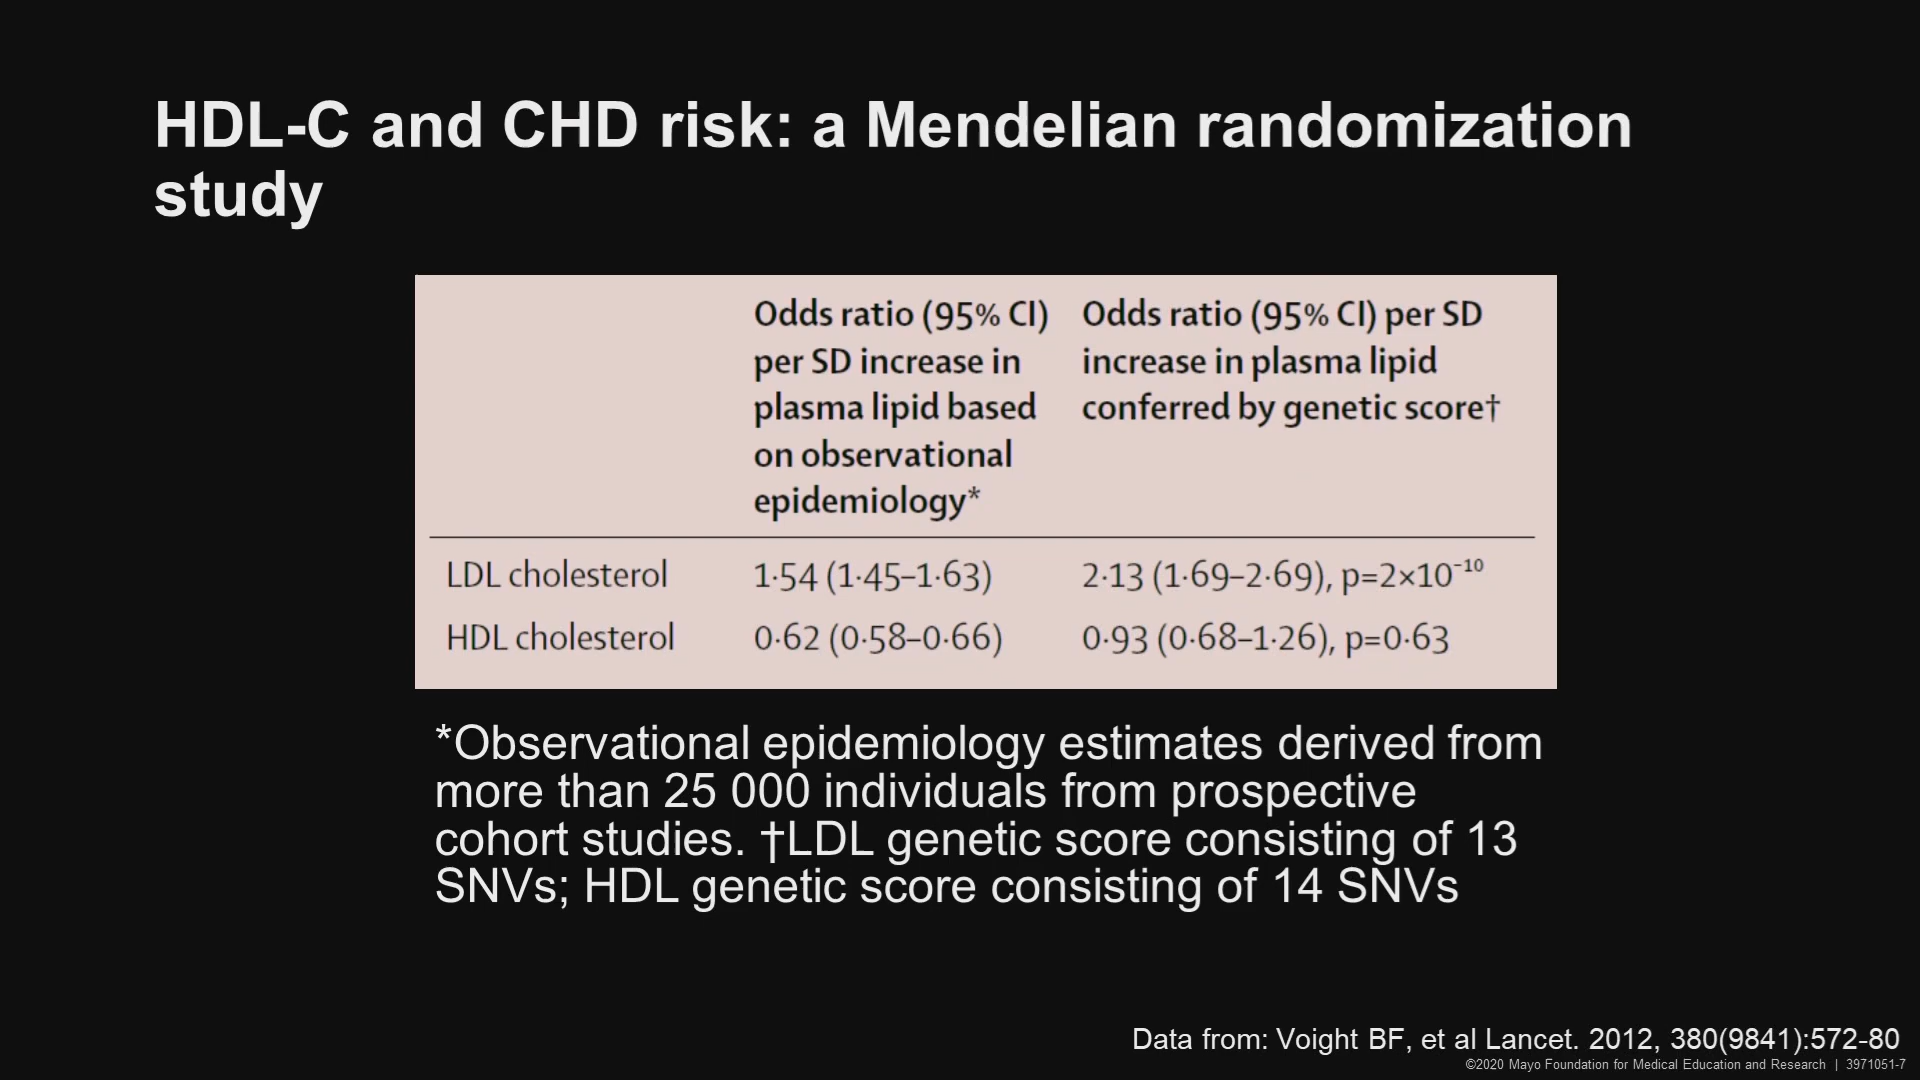 HDL-C and CHD risk: a Mendelian randomization
study
Odds ratio (95% CI)
per SD increase in
plasma lipid based
on observational
epidemiology*
Odds ratio (95% CI) per SD
increase in plasma lipid
conferred by genetic score†
LDL cholesterol 1·54 (1·45–1·63) 2·13 (1·69–2·69), p=2×10⁻¹⁰
HDL cholesterol 0·62 (0·58–0·66) 0·93 (0·68–1·26), p=0·63
*Observational epidemiology estimates derived from
more than 25 000 individuals from prospective
cohort studies. †LDL genetic score consisting of 13
SNVs; HDL genetic score consisting of 14 SNVs
Data from: Voight BF, et al Lancet. 2012, 380(9841):572-80
©2020 Mayo Foundation for Medical Education and Research | 3971051-7